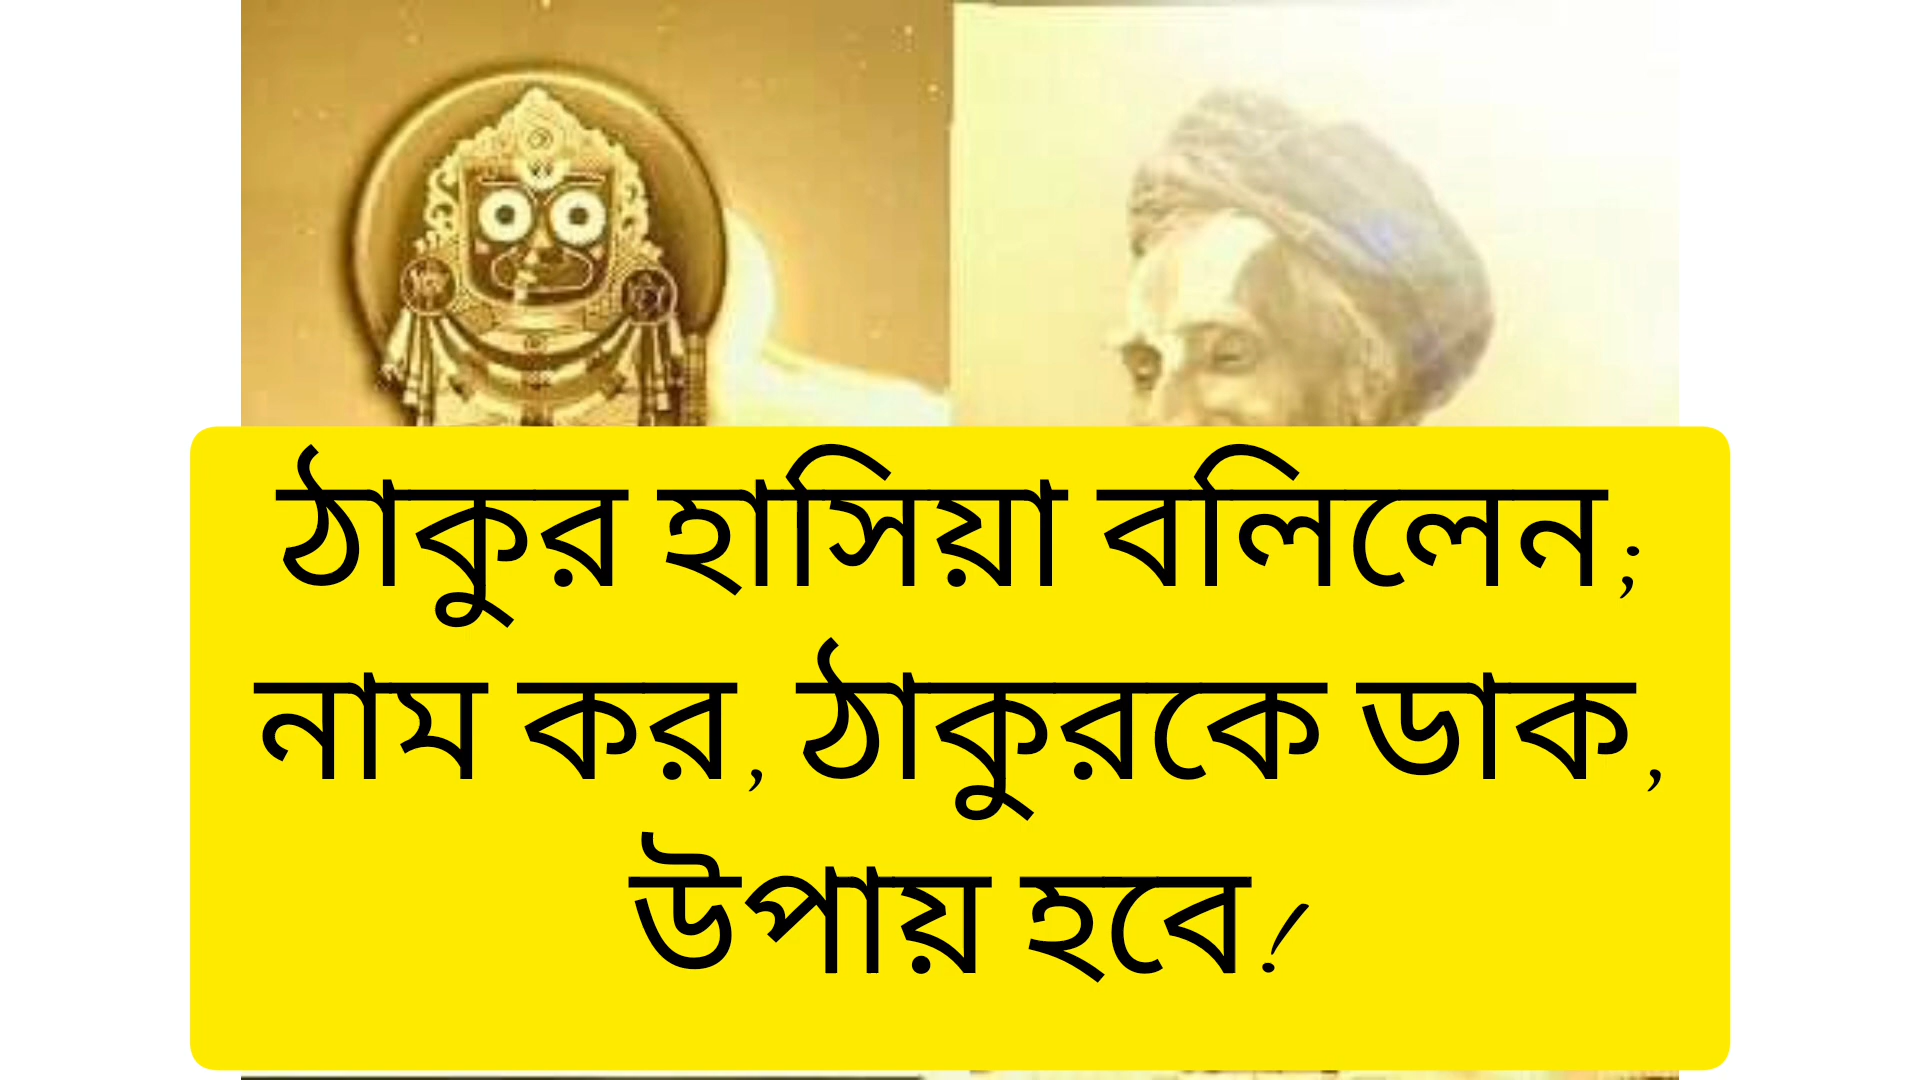 ঠাকুর হাসিয়া বলিলেন;
নাম কর, ঠাকুরকে ডাক,
উপায় হবে!